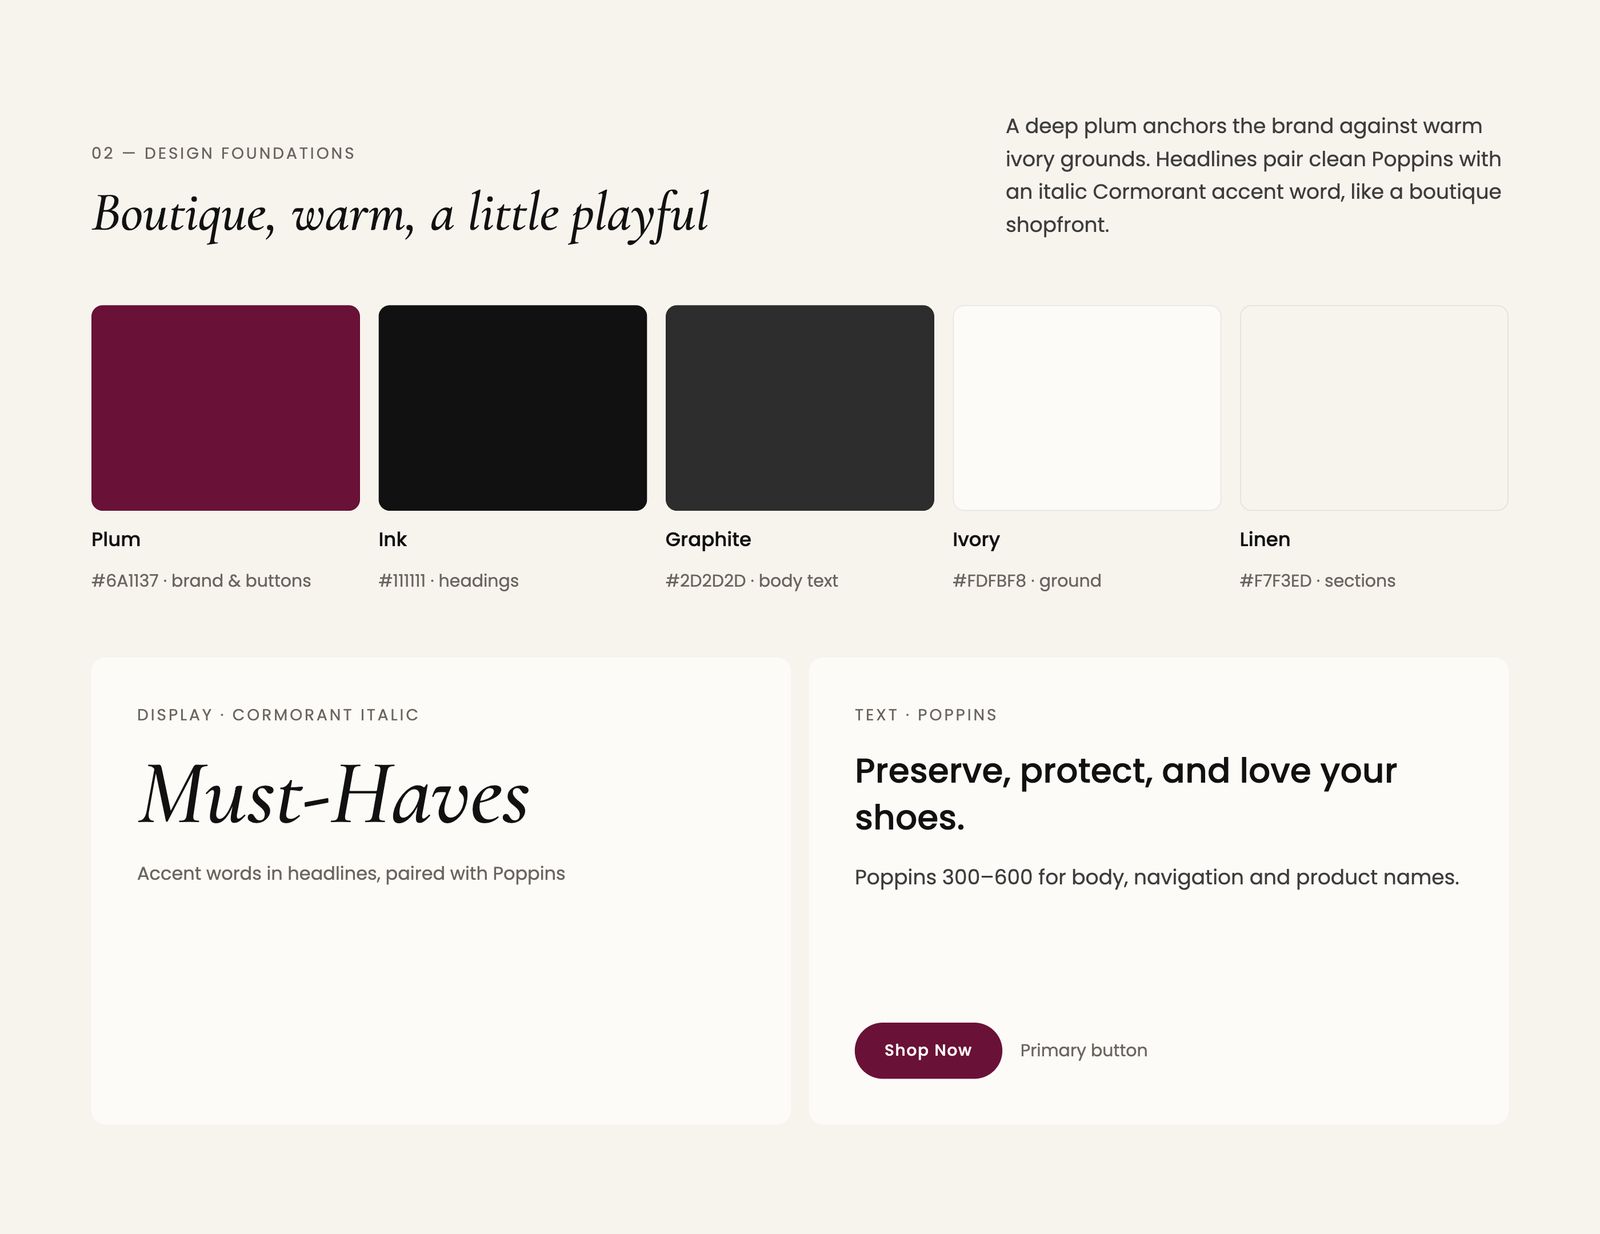 02 — DESIGN FOUNDATIONS
Boutique, warm, a little playful
A deep plum anchors the brand against warm
ivory grounds. Headlines pair clean Poppins with
an italic Cormorant accent word, like a boutique
shopfront.
Plum
#6A1137 · brand & buttons
Ink
#111111 · headings
Graphite
#2D2D2D · body text
Ivory
#FDFBF8 · ground
Linen
#F7F3ED · sections
DISPLAY · CORMORANT ITALIC
Must-Haves
Accent words in headlines, paired with Poppins
TEXT · POPPINS
Preserve, protect, and love your
shoes.
Poppins 300–600 for body, navigation and product names.
Shop Now
Primary button